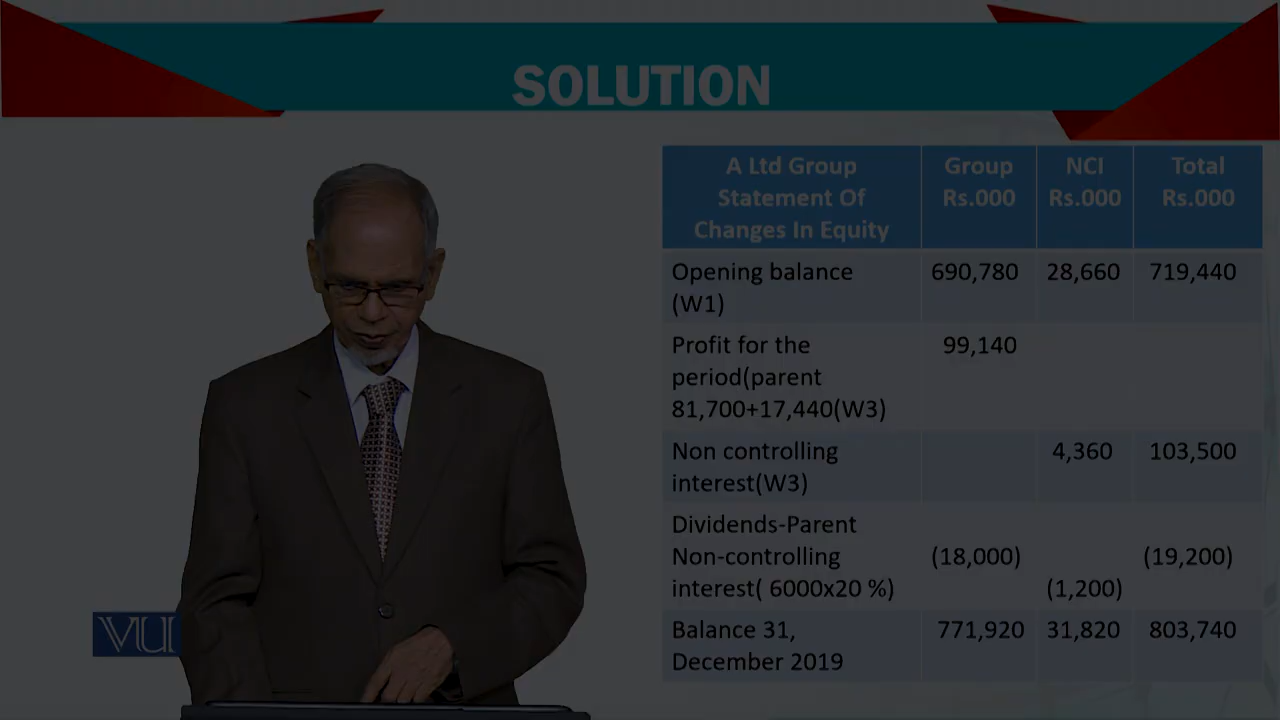 SOLUTION
A Ltd Group Statement Of Changes In Equity | Group Rs.000 | NCI Rs.000 | Total Rs.000
Opening balance (W1) | 690,780 | 28,660 | 719,440
Profit for the period(parent 81,700+17,440(W3) | 99,140
Non controlling interest(W3) | 4,360 | 103,500
Dividends-Parent
Non-controlling interest( 6000x20 %) | (18,000) | (1,200) | (19,200)
Balance 31, December 2019 | 771,920 | 31,820 | 803,740
VU